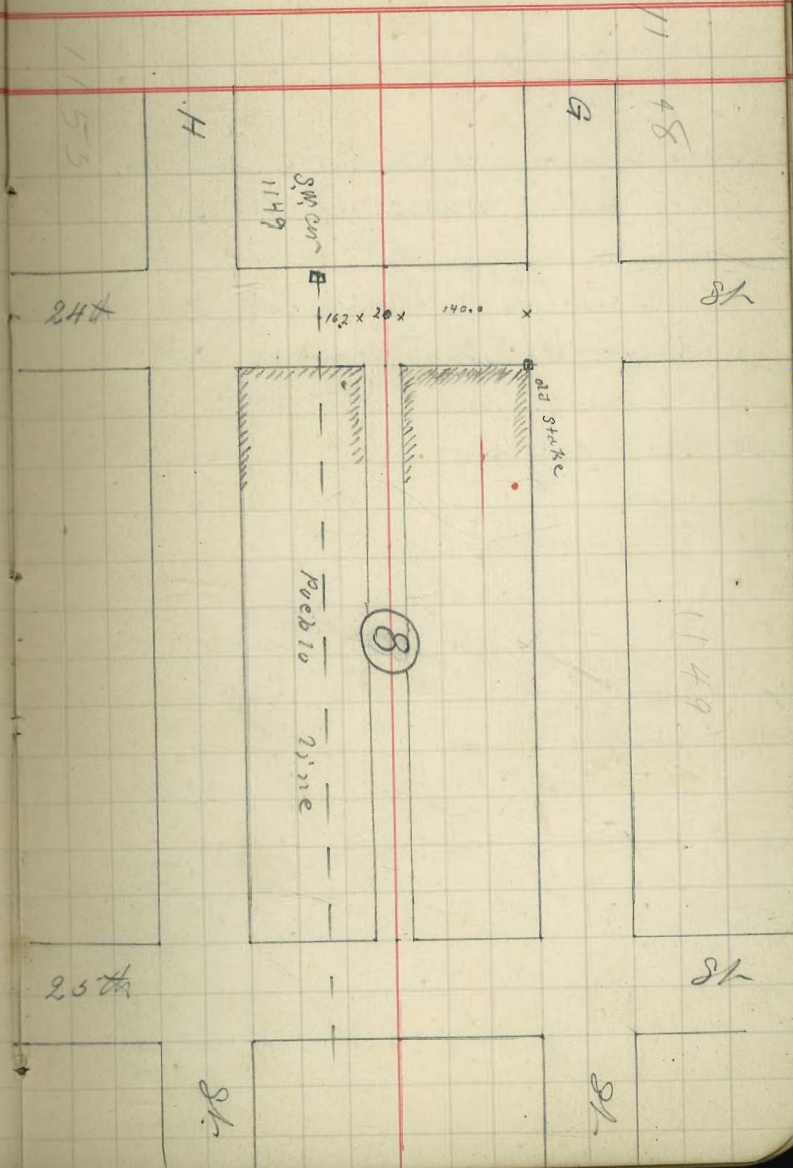 11
48
1153
H
G
S.W. cor
1149
24th
St.
16.2 x 20 x 140.0 x
old stake
Pueblo Line
8
1149
25th
St.
St.
St.